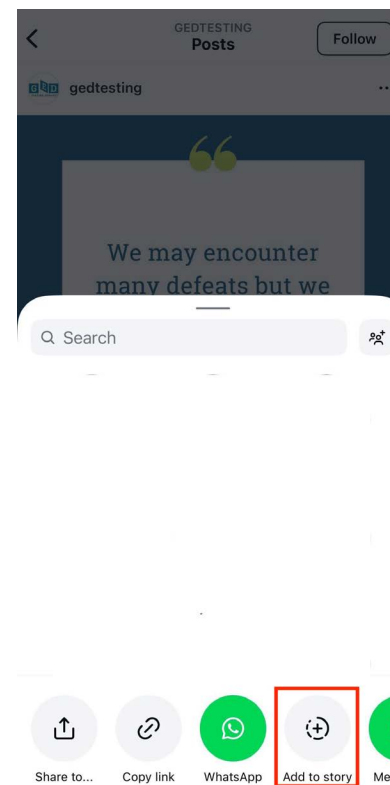 GEDTESTING
Posts
Follow
GED
gedtesting
We may encounter
many defeats but we
Search
Share to...
Copy link
WhatsApp
Add to story
Me